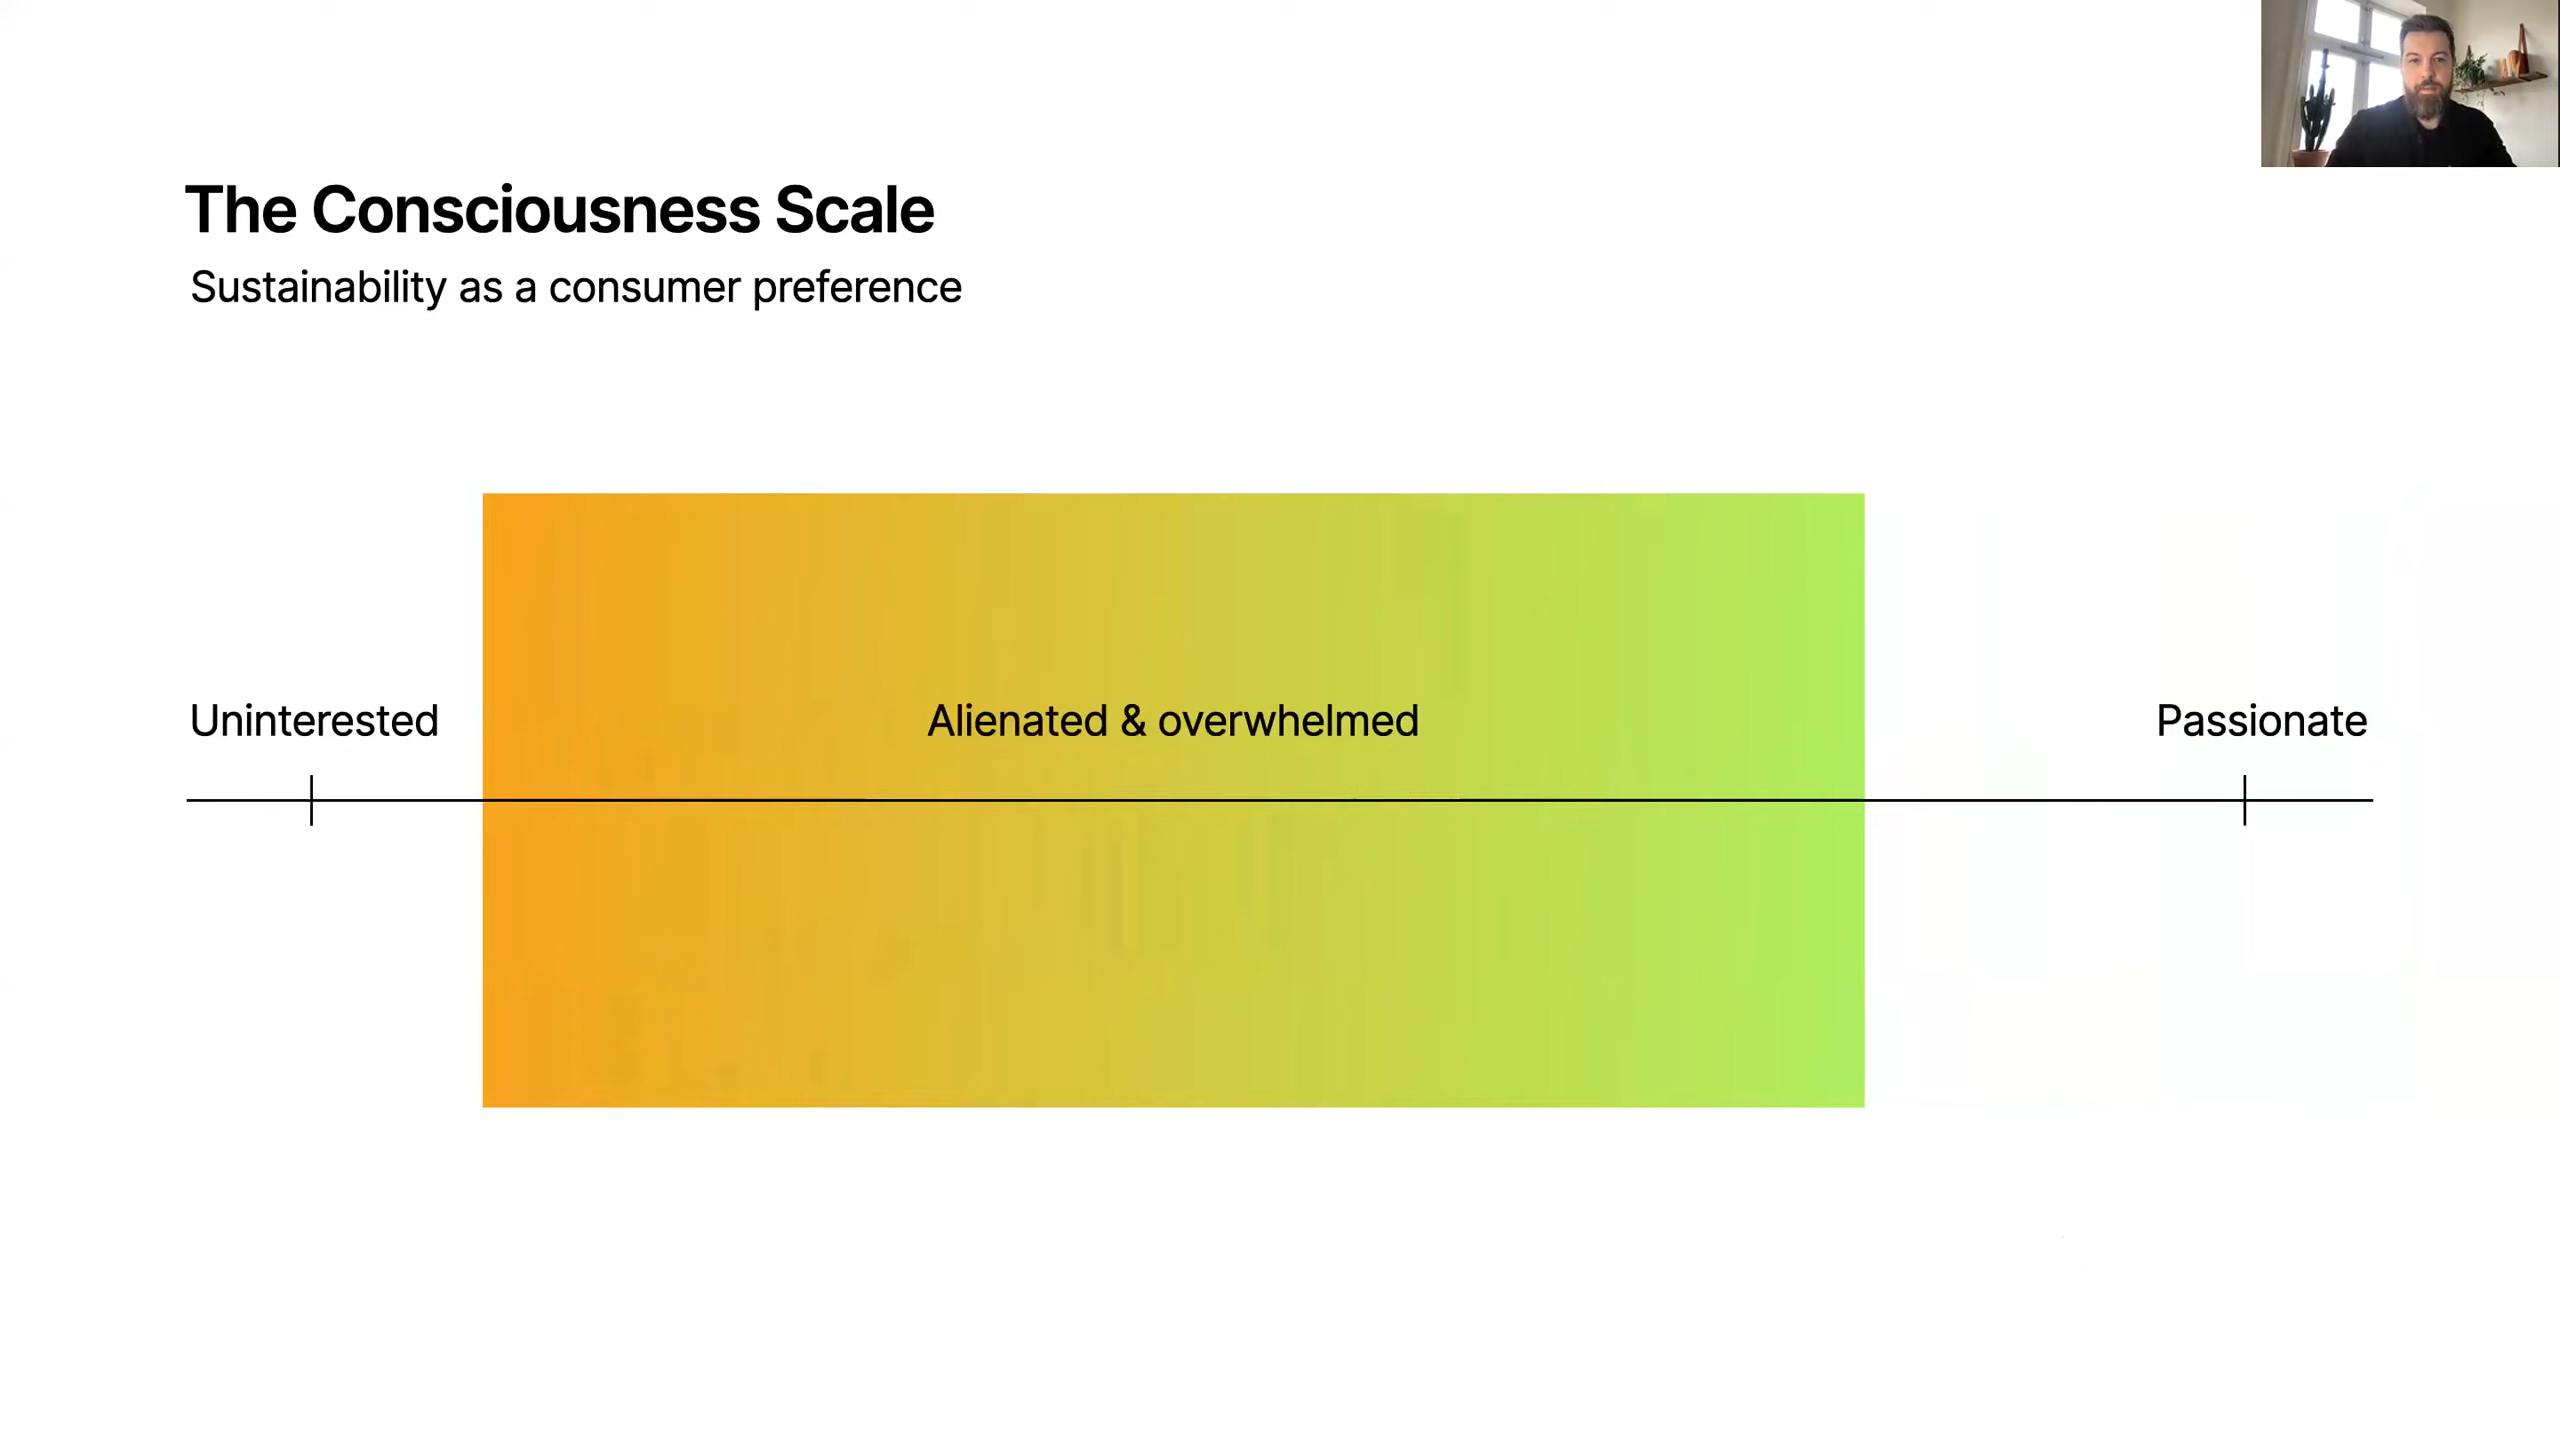 The Consciousness Scale
Sustainability as a consumer preference
Uninterested
Alienated & overwhelmed
Passionate